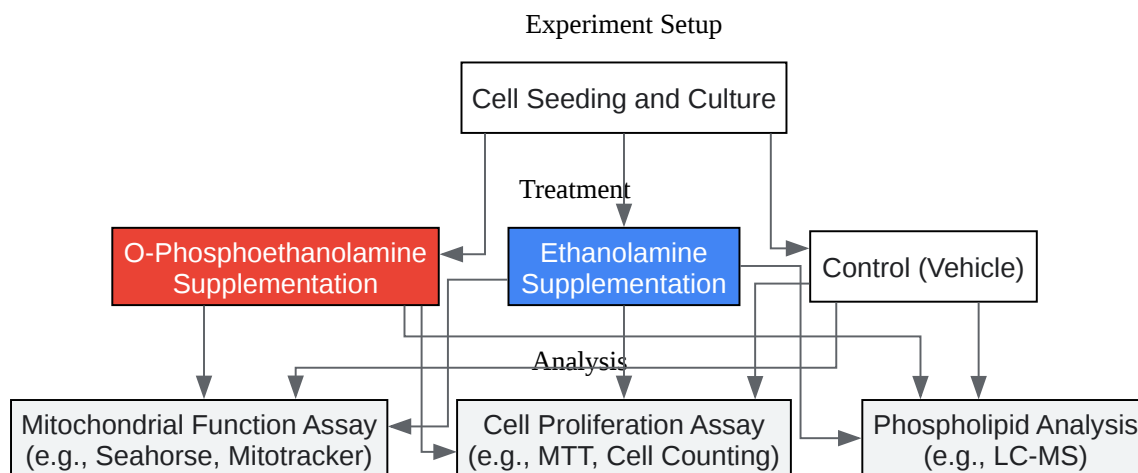 Experiment Setup
Cell Seeding and Culture
Treatment
O-Phosphoethanolamine
Supplementation
Ethanolamine
Supplementation
Control (Vehicle)
Analysis
Mitochondrial Function Assay
(e.g., Seahorse, Mitotracker)
Cell Proliferation Assay
(e.g., MTT, Cell Counting)
Phospholipid Analysis
(e.g., LC-MS)